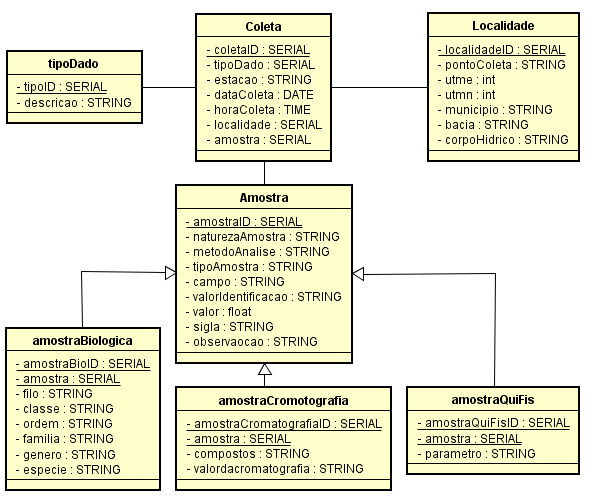 Coleta
- coletaID : SERIAL
- tipoDado : SERIAL
- estacao : STRING
- dataColeta : DATE
- horaColeta : TIME
- localidade : SERIAL
- amostra : SERIAL
Localidade
- localidadeID : SERIAL
- pontoColeta : STRING
- utme : int
- utmn : int
- municipio : STRING
- bacia : STRING
- corpoHidrico : STRING
tipoDado
- tipoID : SERIAL
- descricao : STRING
Amostra
- amostraID : SERIAL
- naturezaAmostra : STRING
- metodoAnalise : STRING
- tipoAmostra : STRING
- campo : STRING
- valorIdentificacao : STRING
- valor : float
- sigla : STRING
- observaocao : STRING
amostraBiologica
- amostraBioID : SERIAL
- amostra : SERIAL
- filo : STRING
- classe : STRING
- ordem : STRING
- familia : STRING
- genero : STRING
- especie : STRING
amostraCromotografia
- amostraCromatografiaID : SERIAL
- amostra : SERIAL
- compostos : STRING
- valordacromatografia : STRING
amostraQuiFis
- amostraQuiFisID : SERIAL
- amostra : SERIAL
- parametro : STRING